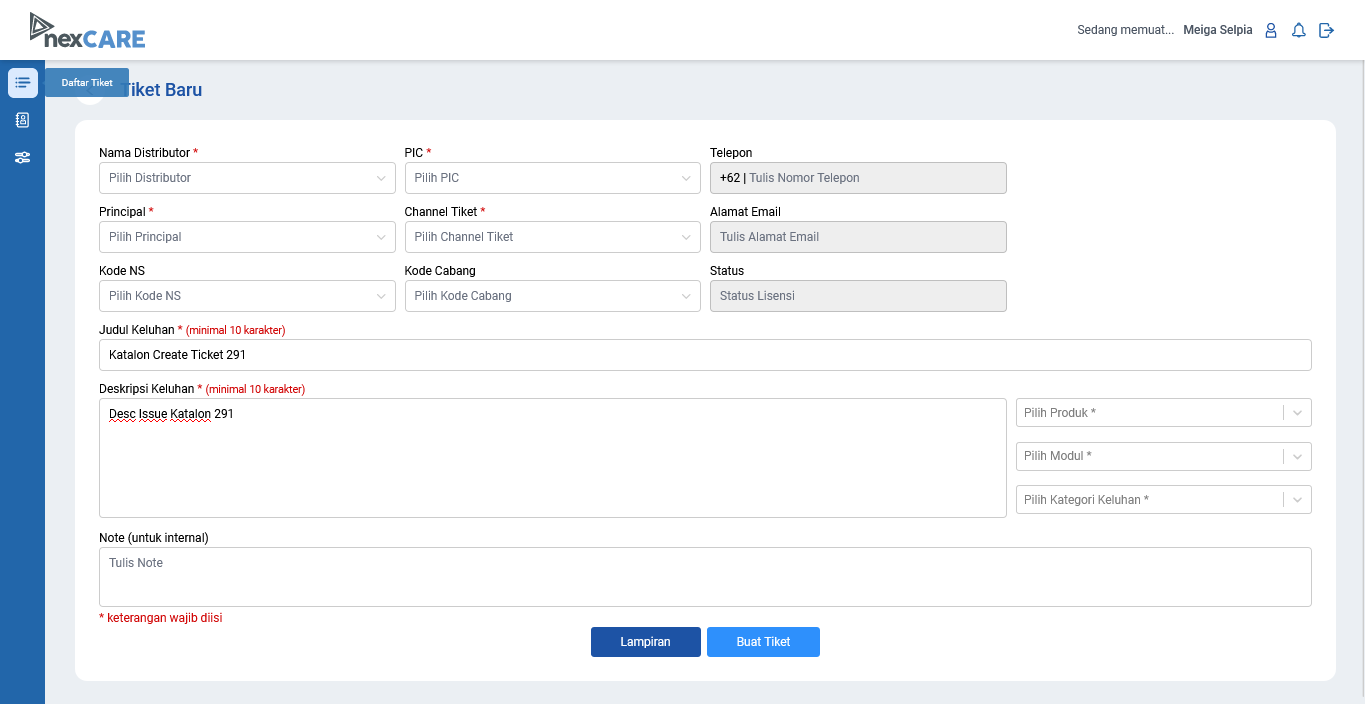 nexCARE
Sedang memuat... Meiga Selpia
Daftar Tiket
Tiket Baru
Nama Distributor * PIC * Telepon
Pilih Distributor Pilih PIC +62 | Tulis Nomor Telepon
Principal * Channel Tiket * Alamat Email
Pilih Principal Pilih Channel Tiket Tulis Alamat Email
Kode NS Kode Cabang Status
Pilih Kode NS Pilih Kode Cabang Status Lisensi
Judul Keluhan * (minimal 10 karakter)
Katalon Create Ticket 291
Deskripsi Keluhan * (minimal 10 karakter)
Desc Issue Katalon 291
Pilih Produk *
Pilih Modul *
Pilih Kategori Keluhan *
Note (untuk internal)
Tulis Note
* keterangan wajib diisi
Lampiran Buat Tiket